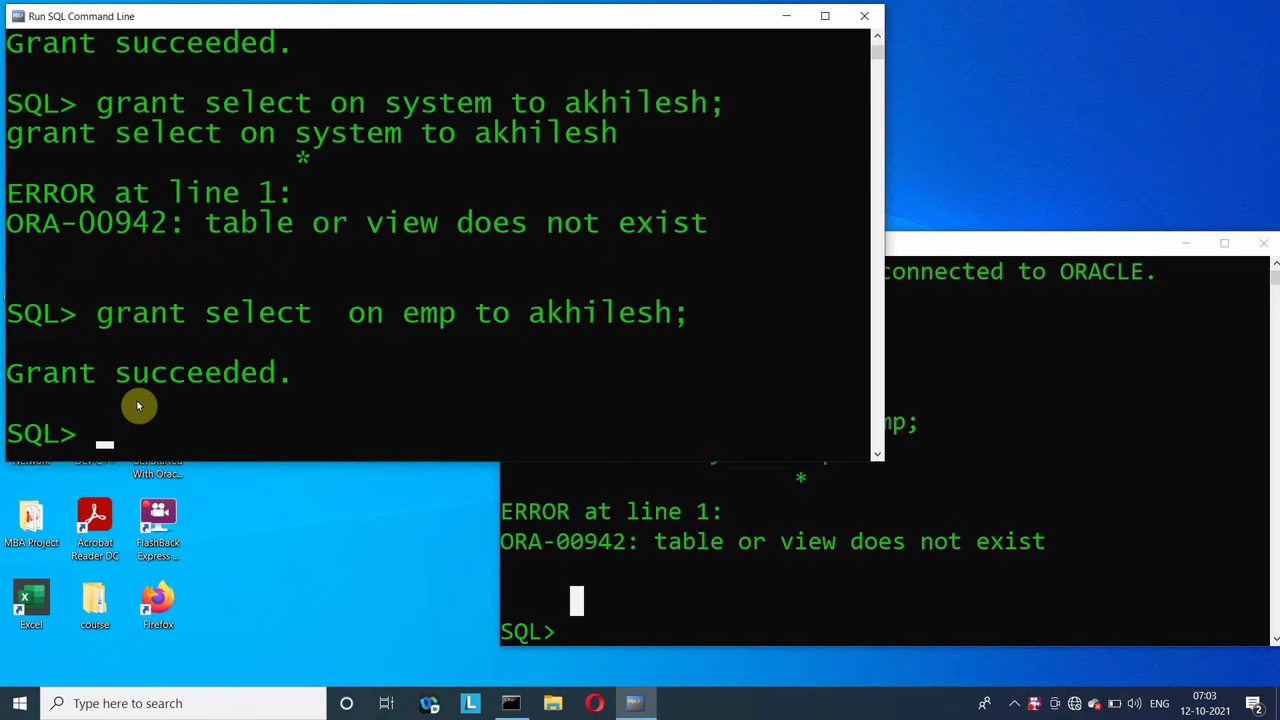 Run SQL Command Line
Grant succeeded.
SQL> grant select on system to akhilesh;
grant select on system to akhilesh
*
ERROR at line 1:
ORA-00942: table or view does not exist
SQL> grant select  on emp to akhilesh;
Grant succeeded.
SQL>
connected to ORACLE.
mp;
*
ERROR at line 1:
ORA-00942: table or view does not exist
SQL>
With Orac...
MBA Project
Acrobat
Reader DC
FlashBack
Express ...
Excel
course
Firefox
Type here to search
ENG
07:03
12-10-2021
2